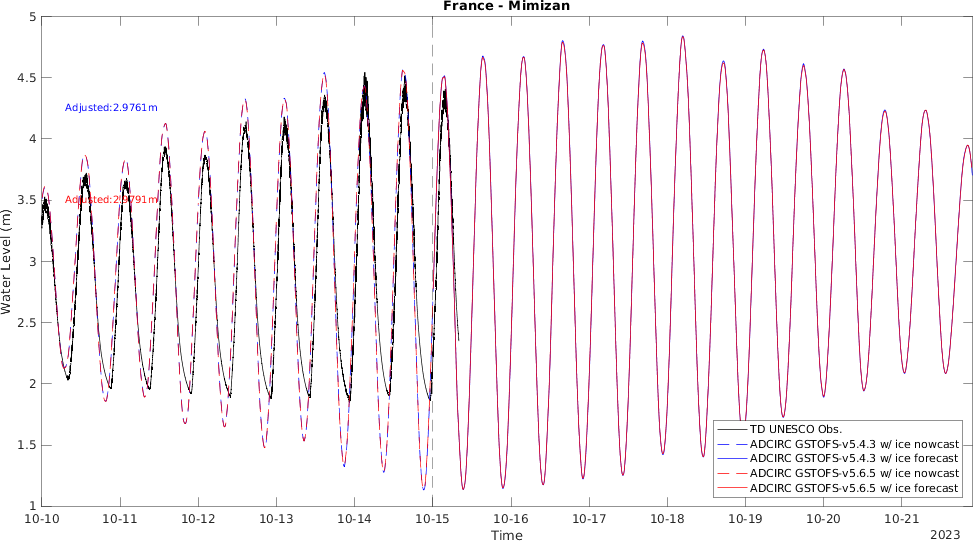 France - Mimizan
Water Level (m)
5
4.5
4
3.5
3
2.5
2
1.5
1
Adjusted:2.9761m
Adjusted:2.9791m
TD UNESCO Obs.
ADCIRC GSTOFS-v5.4.3 w/ ice nowcast
ADCIRC GSTOFS-v5.4.3 w/ ice forecast
ADCIRC GSTOFS-v5.6.5 w/ ice nowcast
ADCIRC GSTOFS-v5.6.5 w/ ice forecast
10-10 10-11 10-12 10-13 10-14 10-15 10-16 10-17 10-18 10-19 10-20 10-21
Time
2023